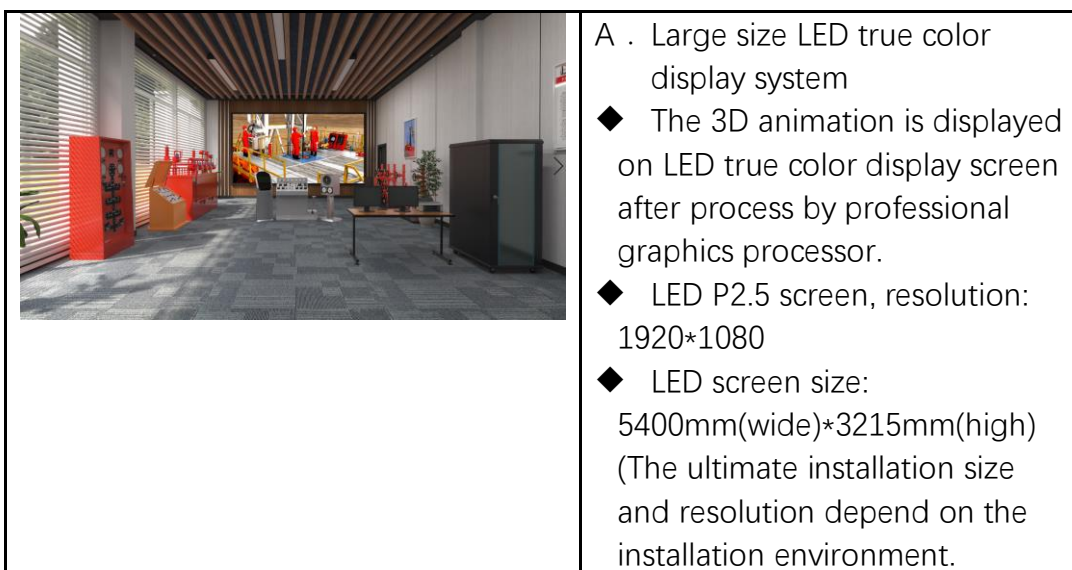 A．Large size LED true color
display system
◆ The 3D animation is displayed
on LED true color display screen
after process by professional
graphics processor.
◆ LED P2.5 screen, resolution:
1920*1080
◆ LED screen size:
5400mm(wide)*3215mm(high)
(The ultimate installation size
and resolution depend on the
installation environment.